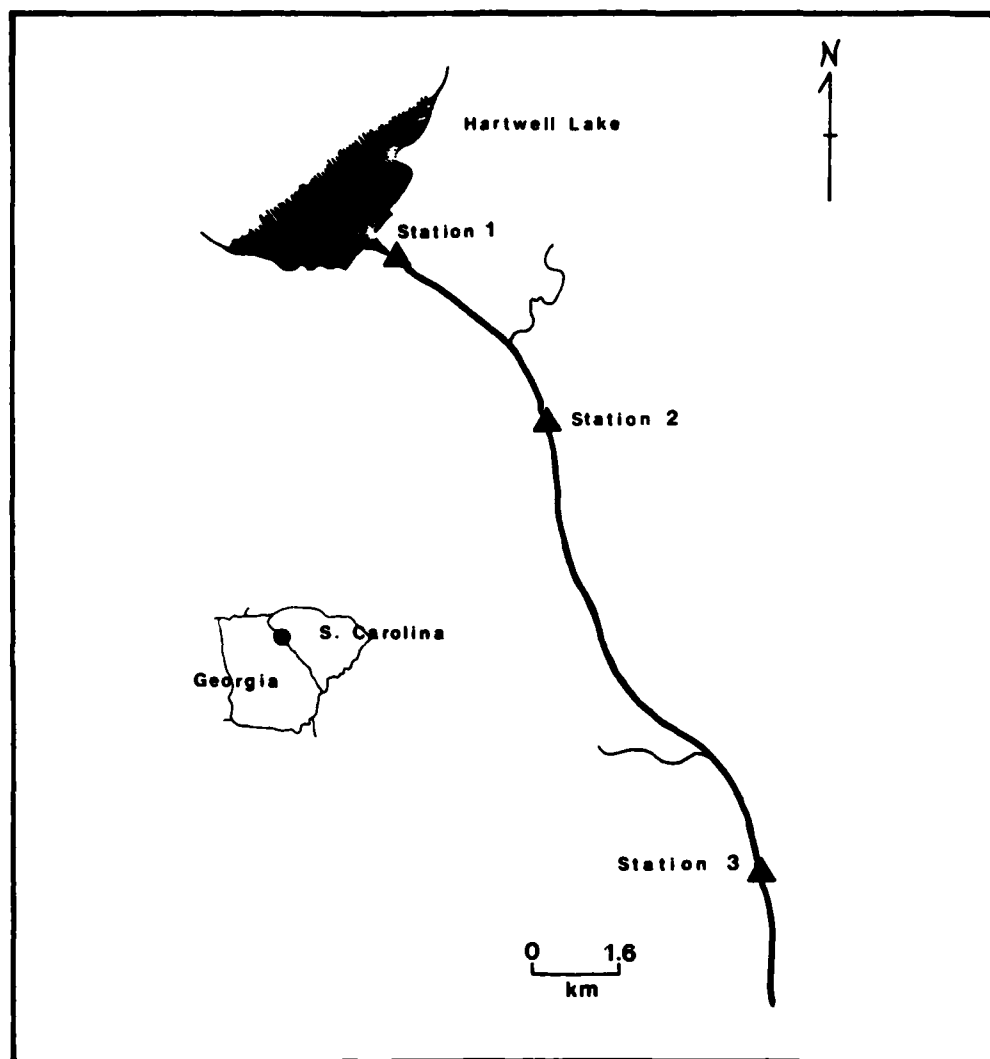 N
Hartwell Lake
Station 1
Station 2
S. Carolina
Georgia
Station 3
0 1.6
km